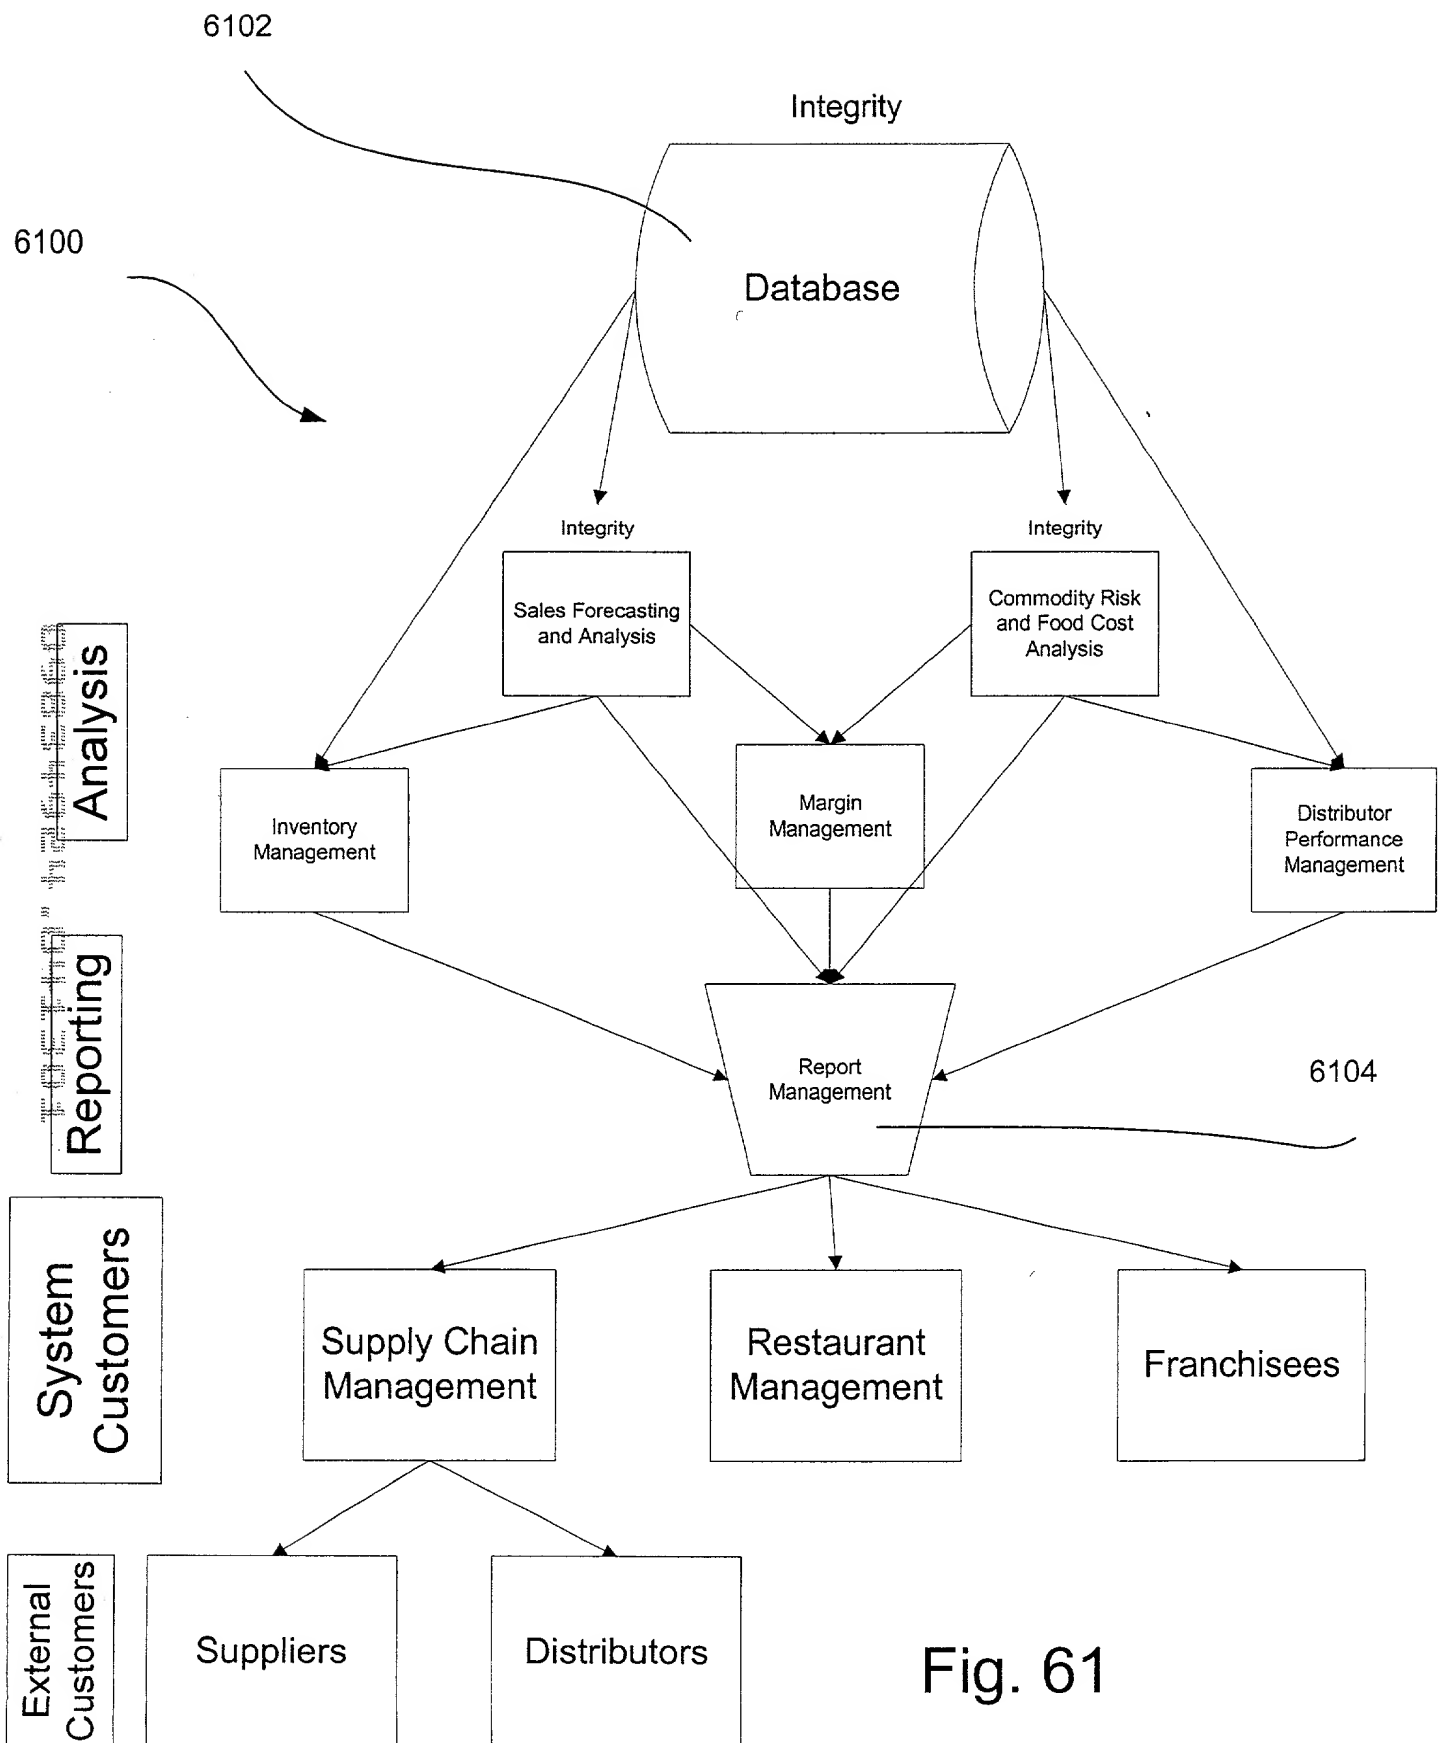 6102
Integrity
6100
Database
Integrity
Integrity
Sales Forecasting
and Analysis
Commodity Risk
and Food Cost
Analysis
Analysis
Inventory
Management
Margin
Management
Distributor
Performance
Management
Reporting
Report
Management
6104
System
Customers
Supply Chain
Management
Restaurant
Management
Franchisees
External
Customers
Suppliers
Distributors
Fig. 61